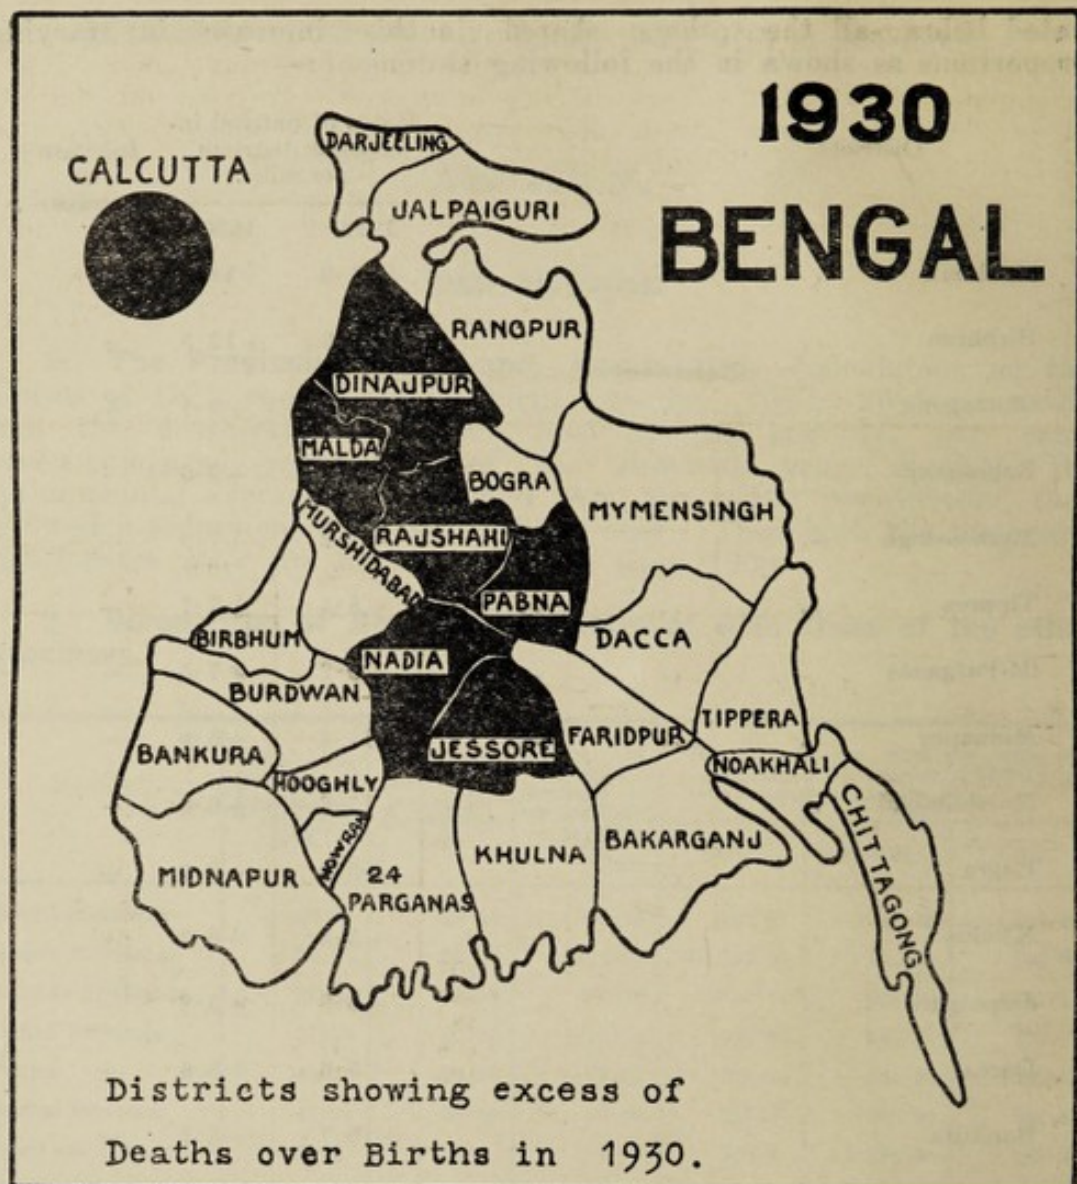 1930
BENGAL
CALCUTTA
DARJEELING
JALPAIGURI
RANGPUR
DINAJPUR
MALDA
BOGRA
MYMENSINGH
MURSHIDABAD
RAJSHAHI
PABNA
BIRBHUM
NADIA
DACCA
BURDWAN
BANKURA
HOOGHLY
JESSORE
FARIDPUR
TIPPERA
NOAKHALI
HOWRAH
MIDNAPUR
24
PARGANAS
KHULNA
BAKARGANJ
CHITTAGONG
Districts showing excess of
Deaths over Births in 1930.